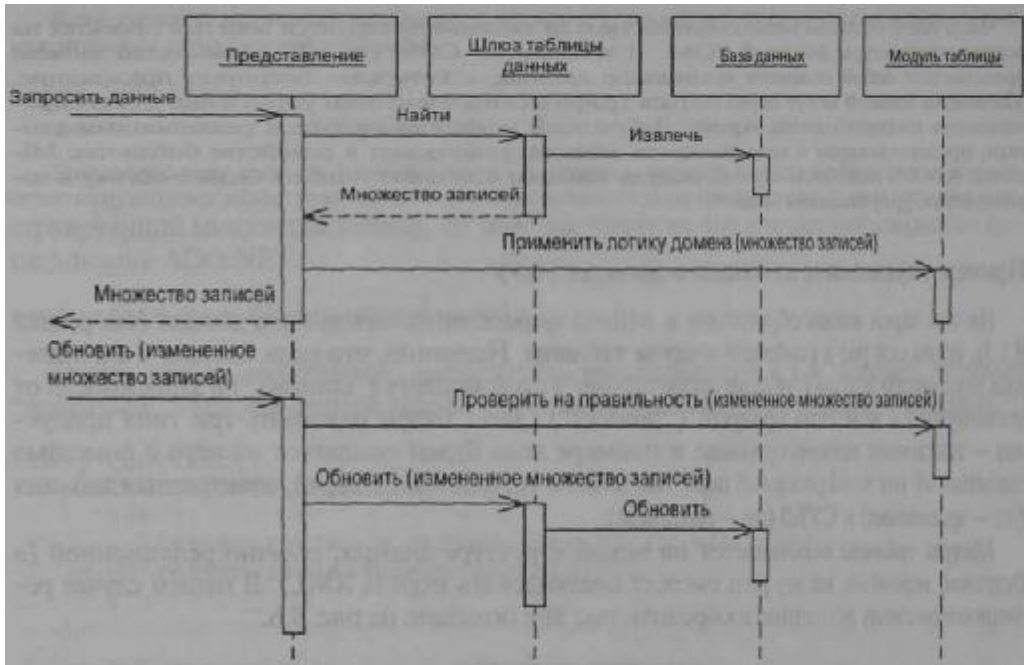 Представление
Шлюз таблицы
данных
База данных
Модуль таблицы
Запросить данные
Найти
Извлечь
Множество записей
Применить логику домена (множество записей)
Множество записей
Обновить (измененное
множество записей)
Проверить на правильность (измененное множество записей)
Обновить (измененное множество записей)
Обновить